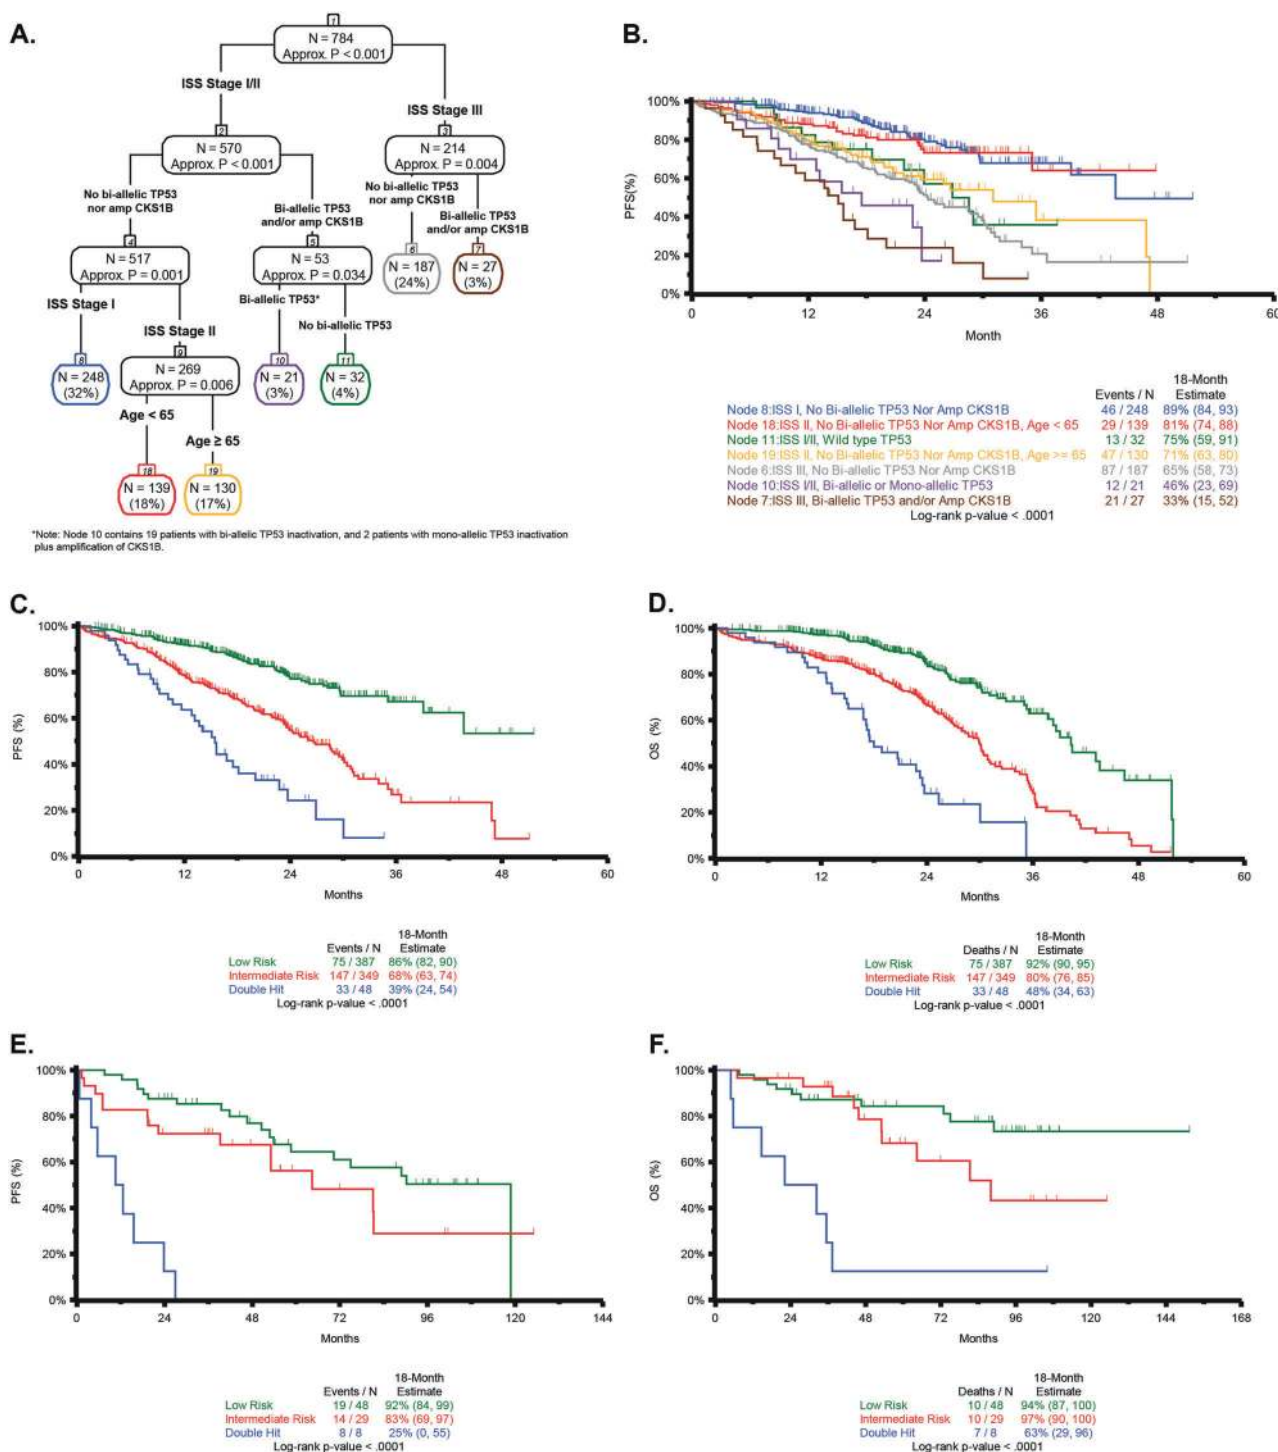 A.
1
N = 784
Approx. P < 0.001
ISS Stage I/II
ISS Stage III
2
N = 570
Approx. P < 0.001
3
N = 214
Approx. P = 0.004
No bi-allelic TP53
nor amp CKS1B
Bi-allelic TP53
and/or amp CKS1B
No bi-allelic TP53
nor amp CKS1B
Bi-allelic TP53
and/or amp CKS1B
4
N = 517
Approx. P = 0.001
5
N = 53
Approx. P = 0.034
6
N = 187
(24%)
7
N = 27
(3%)
ISS Stage I
ISS Stage II
Bi-allelic TP53*
No bi-allelic TP53
8
N = 248
(32%)
9
N = 269
Approx. P = 0.006
10
N = 21
(3%)
11
N = 32
(4%)
Age < 65
Age ≥ 65
18
N = 139
(18%)
19
N = 130
(17%)
*Note: Node 10 contains 19 patients with bi-allelic TP53 inactivation, and 2 patients with mono-allelic TP53 inactivation
plus amplification of CKS1B.
B.
100%
80%
60%
40%
20%
0%
PFS(%)
0 12 24 36 48 60
Month
Events / N 18-Month Estimate
Node 8:ISS I, No Bi-allelic TP53 Nor Amp CKS1B 46 / 248 89% (84, 93)
Node 18:ISS II, No Bi-allelic TP53 Nor Amp CKS1B, Age < 65 29 / 139 81% (74, 88)
Node 11:ISS I/II, Wild type TP53 13 / 32 75% (59, 91)
Node 19:ISS II, No Bi-allelic TP53 Nor Amp CKS1B, Age >= 65 47 / 130 71% (63, 80)
Node 6:ISS III, No Bi-allelic TP53 Nor Amp CKS1B 87 / 187 65% (58, 73)
Node 10:ISS I/II, Bi-allelic or Mono-allelic TP53 12 / 21 46% (23, 69)
Node 7:ISS III, Bi-allelic TP53 and/or Amp CKS1B 21 / 27 33% (15, 52)
Log-rank p-value < .0001
C.
100%
80%
60%
40%
20%
0%
PFS (%)
0 12 24 36 48 60
Months
18-Month
Events / N Estimate
Low Risk 75 / 387 86% (82, 90)
Intermediate Risk 147 / 349 68% (63, 74)
Double Hit 33 / 48 39% (24, 54)
Log-rank p-value < .0001
D.
100%
80%
60%
40%
20%
0%
OS (%)
0 12 24 36 48 60
Months
18-Month
Deaths / N Estimate
Low Risk 75 / 387 92% (90, 95)
Intermediate Risk 147 / 349 80% (76, 85)
Double Hit 33 / 48 48% (34, 63)
Log-rank p-value < .0001
E.
100%
80%
60%
40%
20%
0%
PFS (%)
0 24 48 72 96 120 144
Months
18-Month
Events / N Estimate
Low Risk 19 / 48 92% (84, 99)
Intermediate Risk 14 / 29 83% (69, 97)
Double Hit 8 / 8 25% (0, 55)
Log-rank p-value < .0001
F.
100%
80%
60%
40%
20%
0%
OS (%)
0 24 48 72 96 120 144 168
Months
18-Month
Deaths / N Estimate
Low Risk 10 / 48 94% (87, 100)
Intermediate Risk 10 / 29 97% (90, 100)
Double Hit 7 / 8 63% (29, 96)
Log-rank p-value < .0001